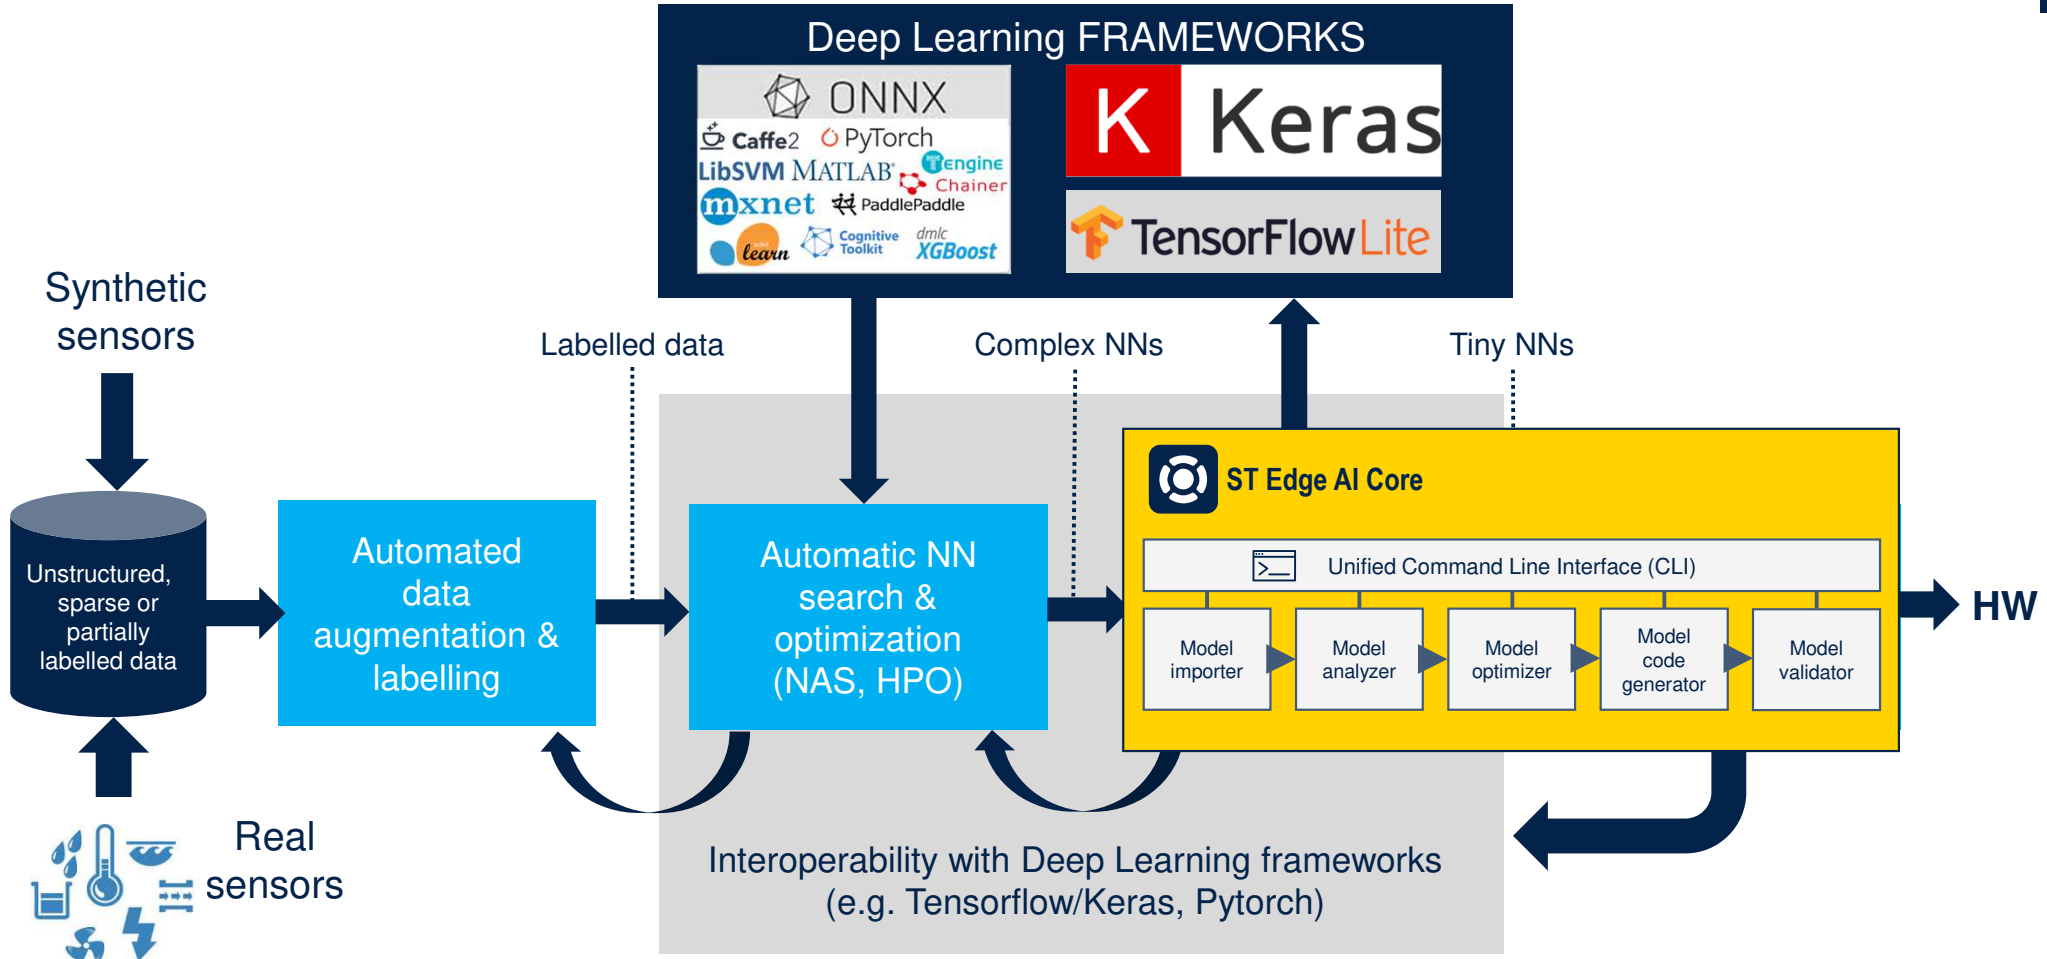 Deep Learning FRAMEWORKS
ONNX
Caffe2
PyTorch
LibSVM
MATLAB®
Tengine
Chainer
mxnet
PaddlePaddle
learn
Cognitive
Toolkit
dmlc
XGBoost
K
Keras
TensorFlow Lite
Synthetic
sensors
Labelled data
Complex NNs
Tiny NNs
Unstructured,
sparse or
partially
labelled data
Automated
data
augmentation &
labelling
Automatic NN
search &
optimization
(NAS, HPO)
ST Edge AI Core
Unified Command Line Interface (CLI)
Model
importer
Model
analyzer
Model
optimizer
Model
code
generator
Model
validator
HW
Real
sensors
Interoperability with Deep Learning frameworks
(e.g. Tensorflow/Keras, Pytorch)